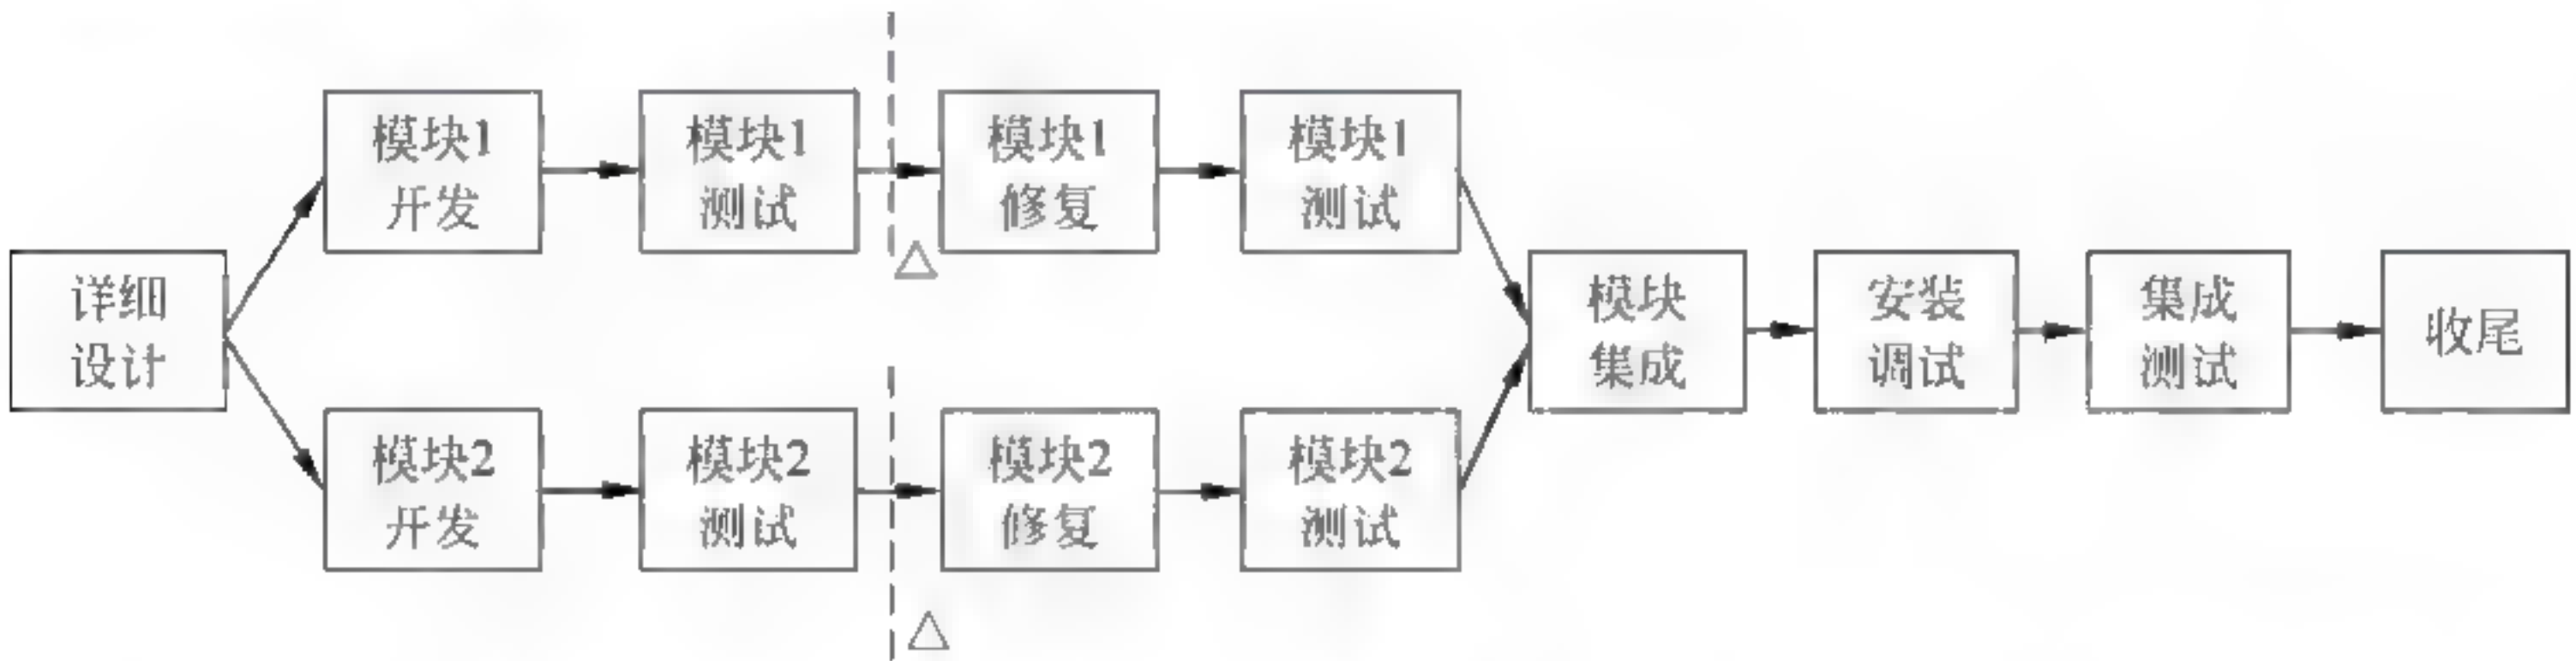 模块1
开发
模块1
测试
模块1
修复
模块1
测试
详细
设计
模块
集成
安装
调试
集成
测试
收尾
模块2
开发
模块2
测试
模块2
修复
模块2
测试